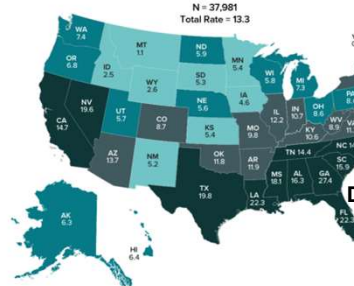 N = 37,981
Total Rate = 13.3
WA
7.4
MT
1.1
ND
5.9
MN
5.4
OR
6.8
ID
2.5
WY
2.6
SD
5.3
WI
5.8
MI
7.3
NV
19.6
UT
5.7
CO
8.7
NE
5.6
IA
4.6
IL
12.2
IN
10.7
OH
8.6
PA
CA
14.7
AZ
13.7
NM
5.2
KS
5.4
MO
9.8
KY
10.6
WV
8.9
VA
OK
11.8
AR
11.9
TN 14.4
NC
SC
15.9
TX
19.8
LA
22.3
MS
18.1
AL
16.3
GA
27.4
FL
22.3
AK
6.3
HI
6.4
D